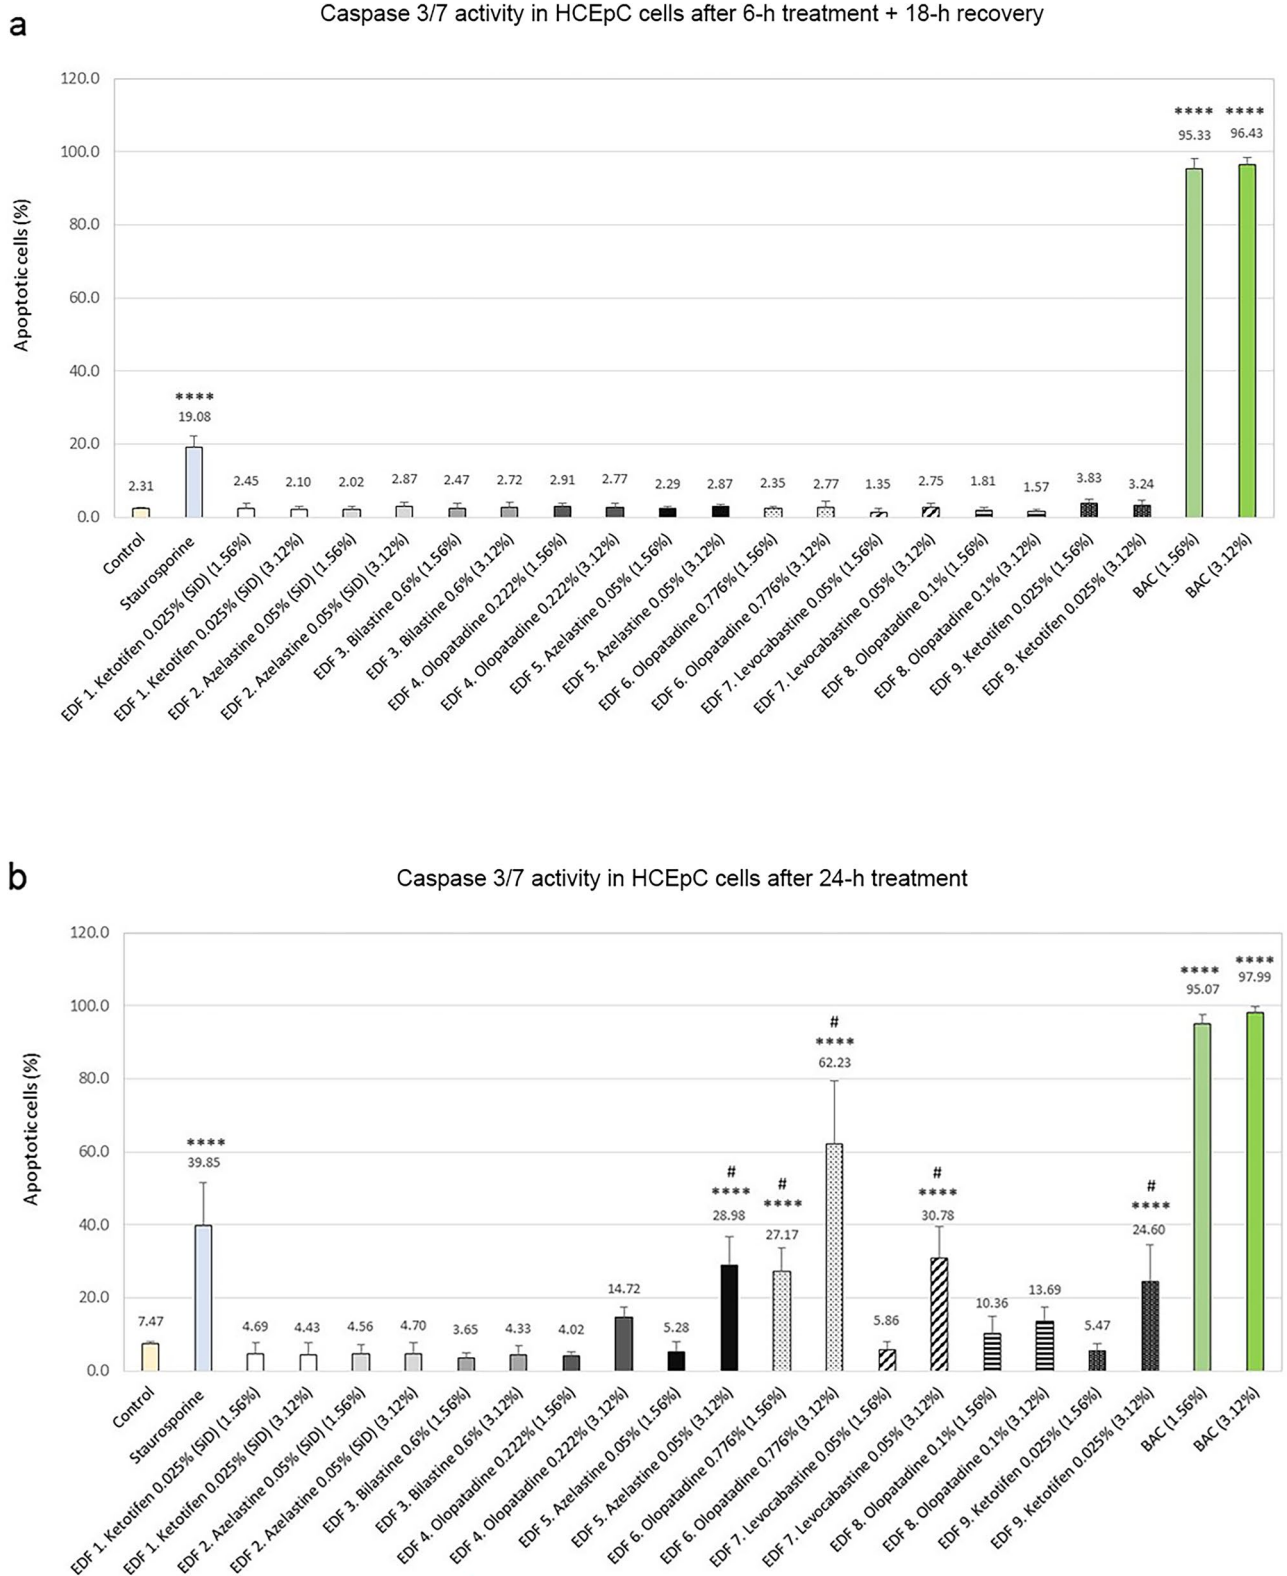 a
Caspase 3/7 activity in HCEpC cells after 6-h treatment + 18-h recovery
Apoptotic cells (%)
120.0
100.0
80.0
60.0
40.0
20.0
0.0
2.31
****
19.08
2.45
2.10
2.02
2.87
2.47
2.72
2.91
2.77
2.29
2.87
2.35
2.77
1.35
2.75
1.81
1.57
3.83
3.24
****
95.33
****
96.43
Control
Staurosporine
EDF 1. Ketotifen 0.025% (SiD) (1.56%)
EDF 1. Ketotifen 0.025% (SiD) (3.12%)
EDF 2. Azelastine 0.05% (SiD) (1.56%)
EDF 2. Azelastine 0.05% (SiD) (3.12%)
EDF 3. Bilastine 0.6% (1.56%)
EDF 3. Bilastine 0.6% (3.12%)
EDF 4. Olopatadine 0.222% (1.56%)
EDF 4. Olopatadine 0.222% (3.12%)
EDF 5. Azelastine 0.05% (1.56%)
EDF 5. Azelastine 0.05% (3.12%)
EDF 6. Olopatadine 0.776% (1.56%)
EDF 6. Olopatadine 0.776% (3.12%)
EDF 7. Levocabastine 0.05% (1.56%)
EDF 7. Levocabastine 0.05% (3.12%)
EDF 8. Olopatadine 0.1% (1.56%)
EDF 8. Olopatadine 0.1% (3.12%)
EDF 9. Ketotifen 0.025% (1.56%)
EDF 9. Ketotifen 0.025% (3.12%)
BAC (1.56%)
BAC (3.12%)
b
Caspase 3/7 activity in HCEpC cells after 24-h treatment
Apoptotic cells (%)
120.0
100.0
80.0
60.0
40.0
20.0
0.0
7.47
****
39.85
4.69
4.43
4.56
4.70
3.65
4.33
4.02
14.72
5.28
#
****
28.98
#
****
27.17
#
****
62.23
5.86
#
****
30.78
10.36
13.69
5.47
#
****
24.60
****
95.07
****
97.99
Control
Staurosporine
EDF 1. Ketotifen 0.025% (SiD) (1.56%)
EDF 1. Ketotifen 0.025% (SiD) (3.12%)
EDF 2. Azelastine 0.05% (SiD) (1.56%)
EDF 2. Azelastine 0.05% (SiD) (3.12%)
EDF 3. Bilastine 0.6% (1.56%)
EDF 3. Bilastine 0.6% (3.12%)
EDF 4. Olopatadine 0.222% (1.56%)
EDF 4. Olopatadine 0.222% (3.12%)
EDF 5. Azelastine 0.05% (1.56%)
EDF 5. Azelastine 0.05% (3.12%)
EDF 6. Olopatadine 0.776% (1.56%)
EDF 6. Olopatadine 0.776% (3.12%)
EDF 7. Levocabastine 0.05% (1.56%)
EDF 7. Levocabastine 0.05% (3.12%)
EDF 8. Olopatadine 0.1% (1.56%)
EDF 8. Olopatadine 0.1% (3.12%)
EDF 9. Ketotifen 0.025% (1.56%)
EDF 9. Ketotifen 0.025% (3.12%)
BAC (1.56%)
BAC (3.12%)